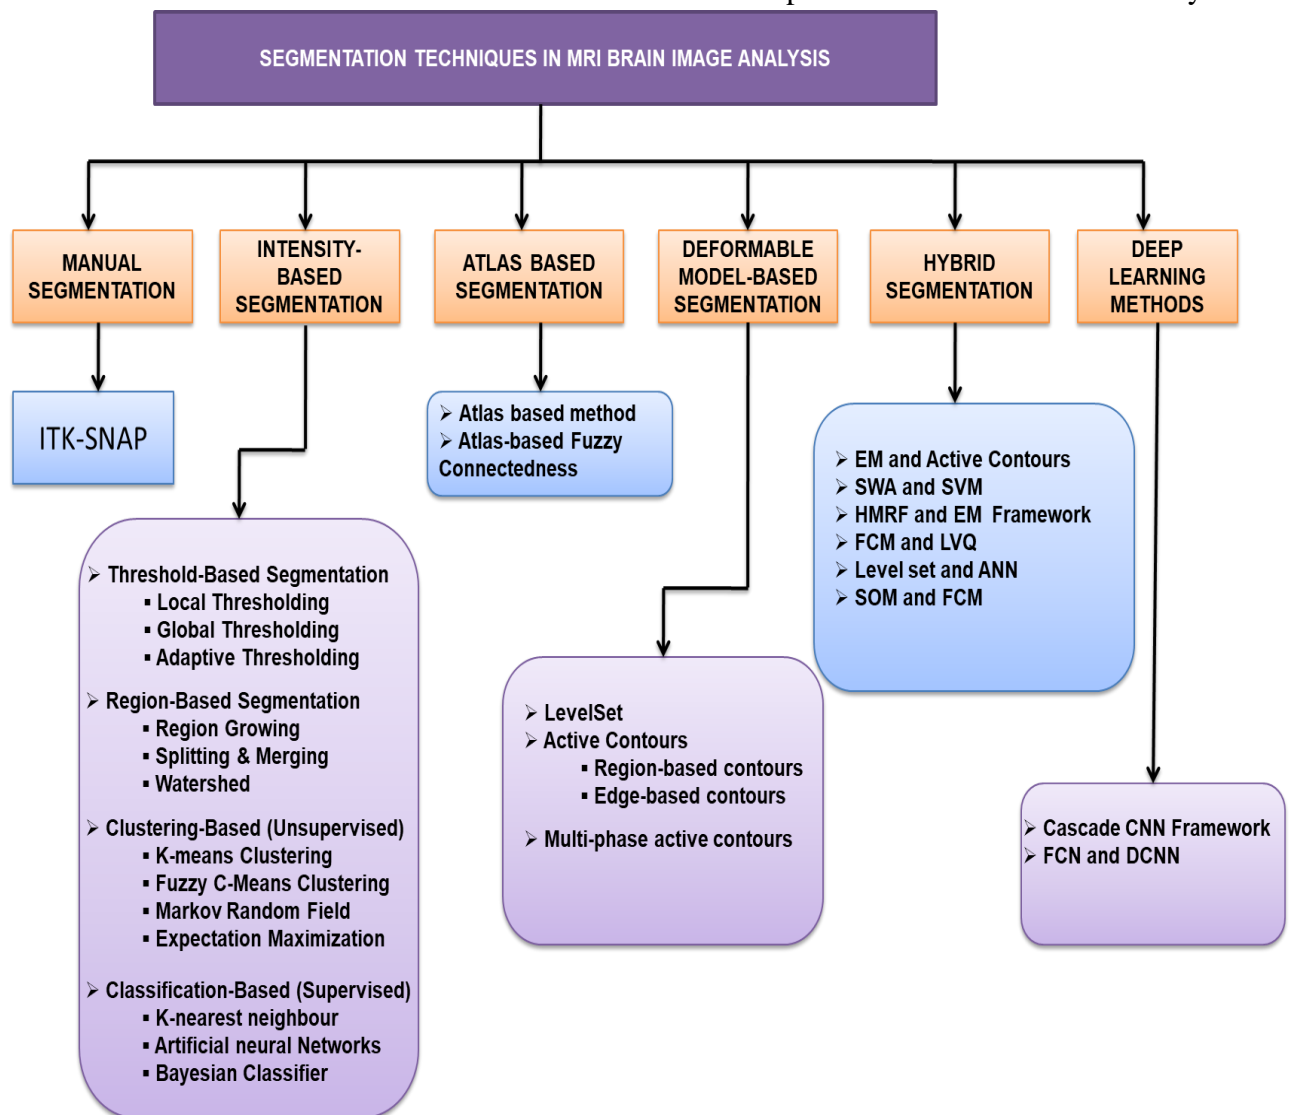 SEGMENTATION TECHNIQUES IN MRI BRAIN IMAGE ANALYSIS
MANUAL
SEGMENTATION
INTENSITY-
BASED
SEGMENTATION
ATLAS BASED
SEGMENTATION
DEFORMABLE
MODEL-BASED
SEGMENTATION
HYBRID
SEGMENTATION
DEEP
LEARNING
METHODS
ITK-SNAP
➢ Threshold-Based Segmentation
▪ Local Thresholding
▪ Global Thresholding
▪ Adaptive Thresholding
➢ Region-Based Segmentation
▪ Region Growing
▪ Splitting & Merging
▪ Watershed
➢ Clustering-Based (Unsupervised)
▪ K-means Clustering
▪ Fuzzy C-Means Clustering
▪ Markov Random Field
▪ Expectation Maximization
➢ Classification-Based (Supervised)
▪ K-nearest neighbour
▪ Artificial neural Networks
▪ Bayesian Classifier
➢ Atlas based method
➢ Atlas-based Fuzzy
Connectedness
➢ LevelSet
➢ Active Contours
▪ Region-based contours
▪ Edge-based contours
➢ Multi-phase active contours
➢ EM and Active Contours
➢ SWA and SVM
➢ HMRF and EM Framework
➢ FCM and LVQ
➢ Level set and ANN
➢ SOM and FCM
➢ Cascade CNN Framework
➢ FCN and DCNN